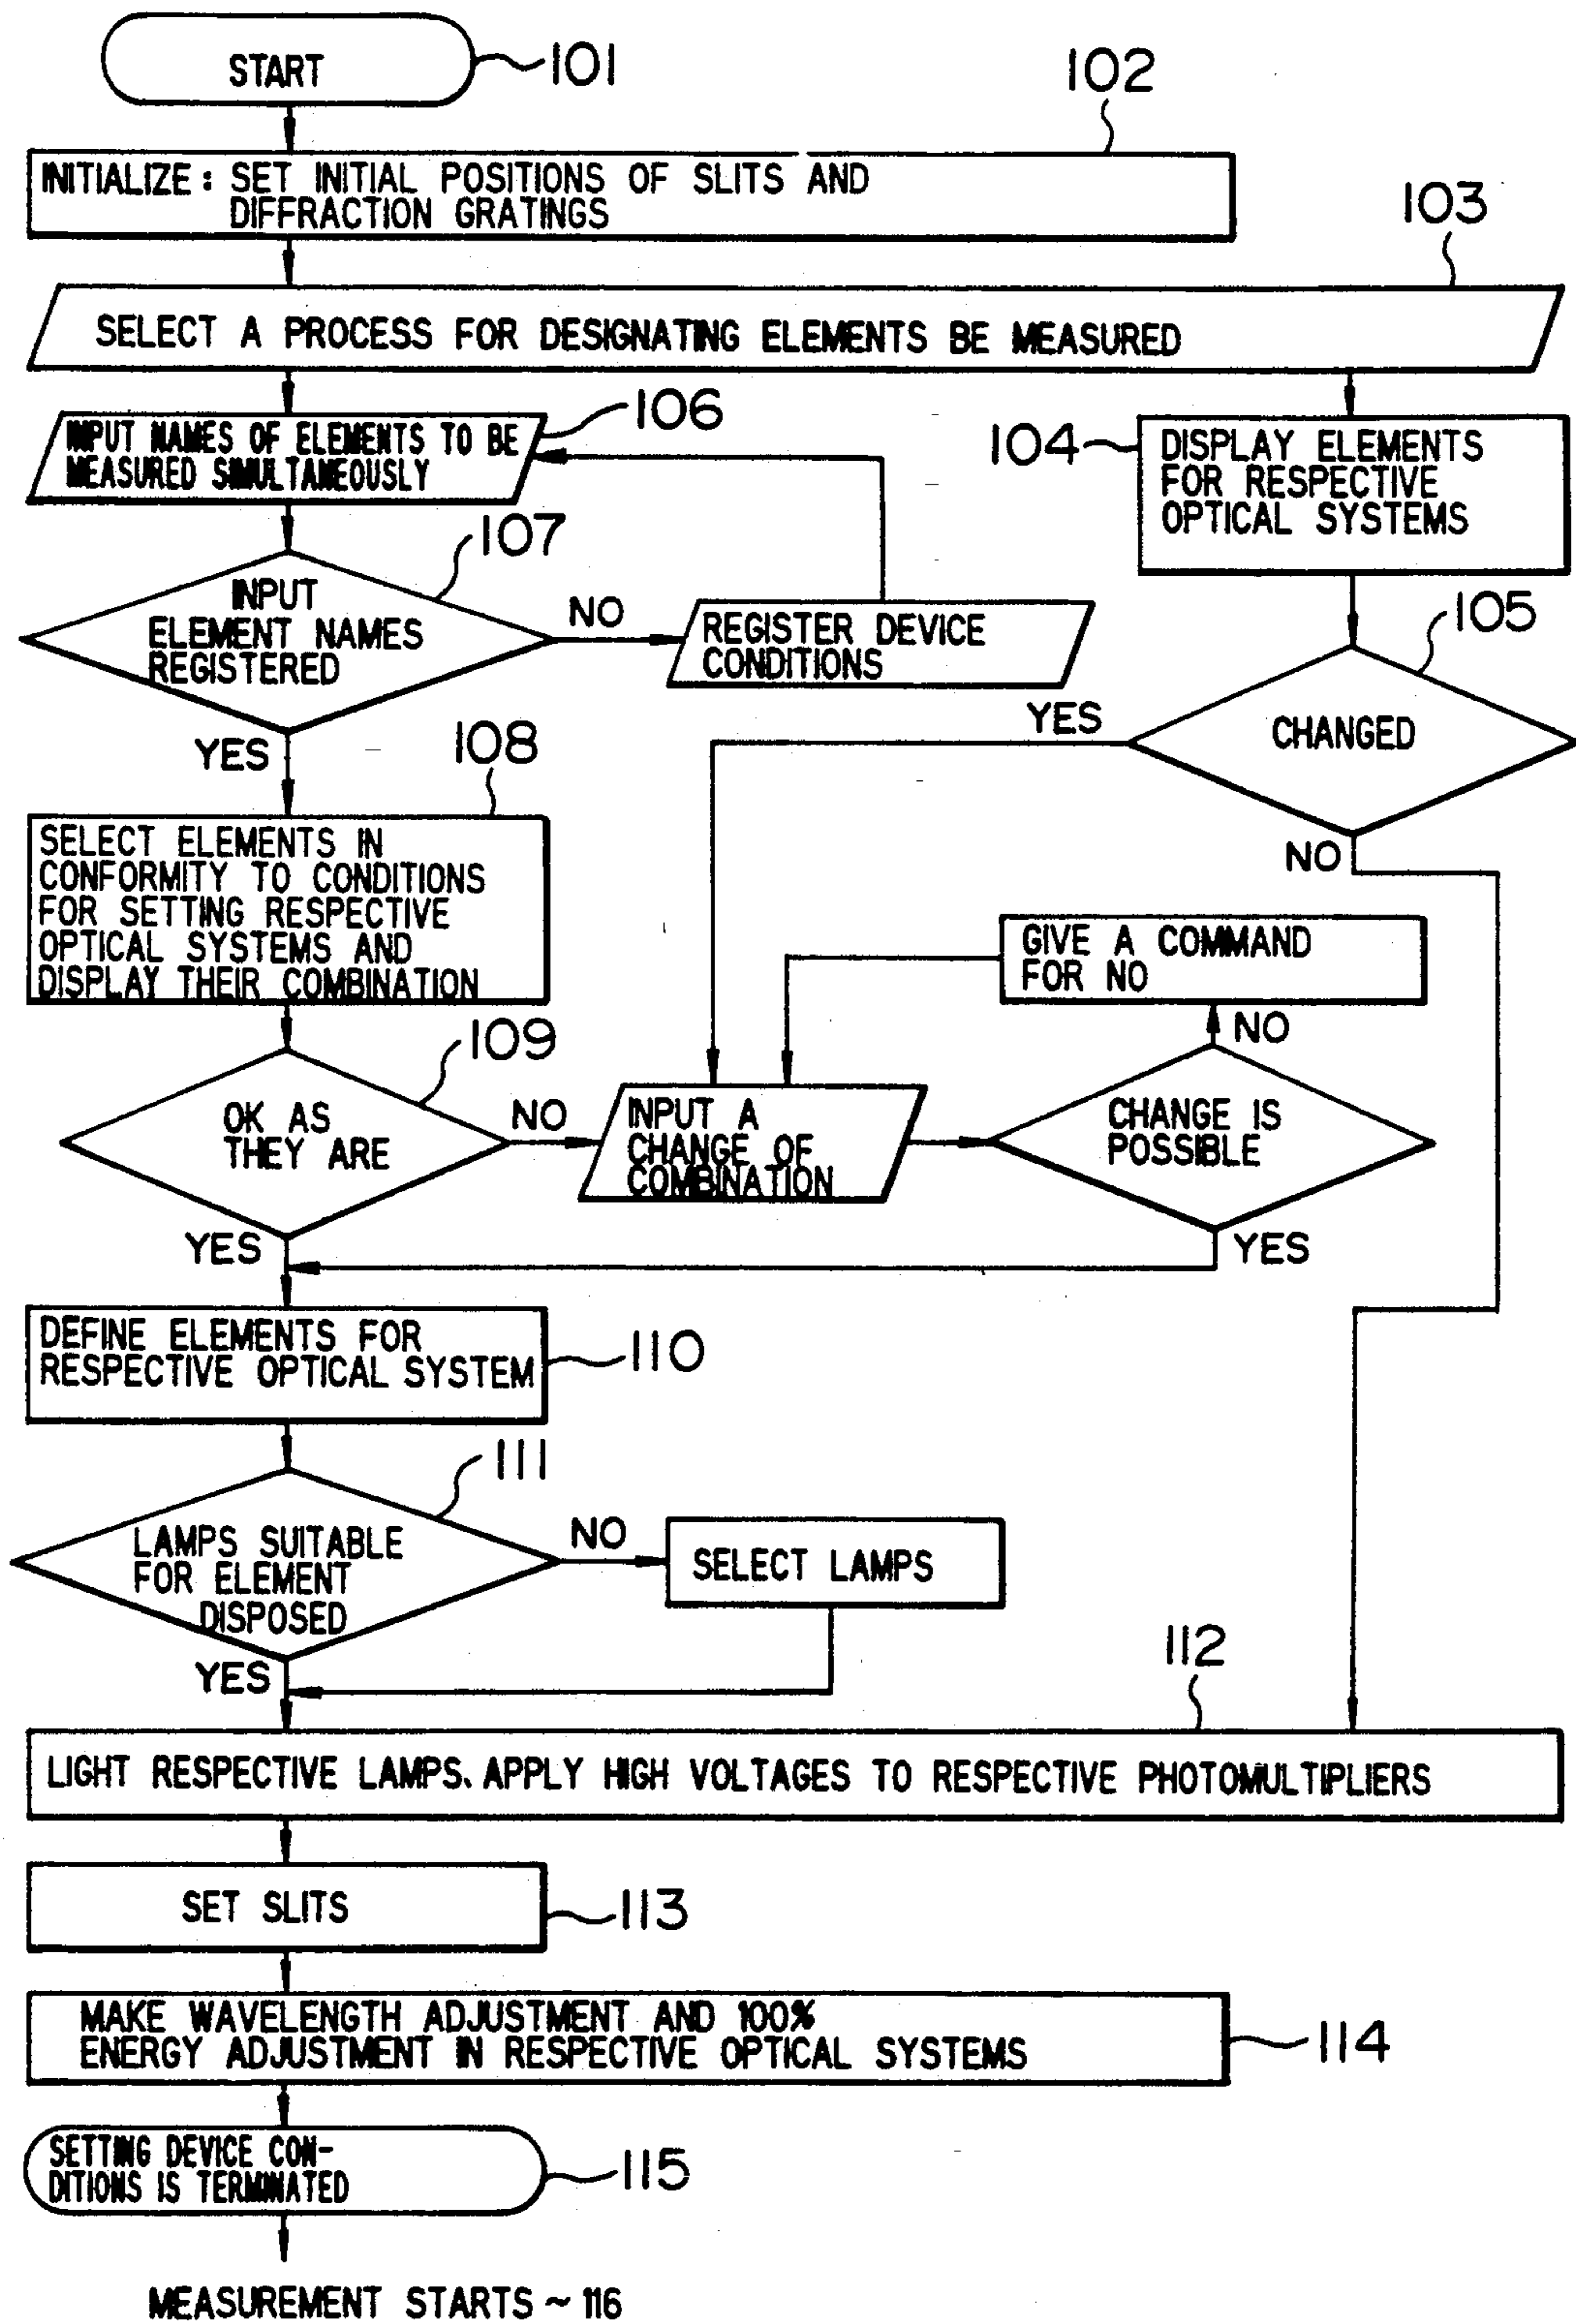 START
101
102
INITIALIZE: SET INITIAL POSITIONS OF SLITS AND
DIFFRACTION GRATINGS
103
SELECT A PROCESS FOR DESIGNATING ELEMENTS BE MEASURED
106
INPUT NAMES OF ELEMENTS TO BE
MEASURED SIMULTANEOUSLY
104
DISPLAY ELEMENTS
FOR RESPECTIVE
OPTICAL SYSTEMS
107
INPUT
ELEMENT NAMES
REGISTERED
NO
REGISTER DEVICE
CONDITIONS
105
CHANGED
YES
NO
YES
108
SELECT ELEMENTS IN
CONFORMITY TO CONDITIONS
FOR SETTING RESPECTIVE
OPTICAL SYSTEMS AND
DISPLAY THEIR COMBINATION
GIVE A COMMAND
FOR NO
NO
109
OK AS
THEY ARE
NO
INPUT A
CHANGE OF
COMBINATION
CHANGE IS
POSSIBLE
YES
YES
DEFINE ELEMENTS FOR
RESPECTIVE OPTICAL SYSTEM
110
111
LAMPS SUITABLE
FOR ELEMENT
DISPOSED
NO
SELECT LAMPS
YES
112
LIGHT RESPECTIVE LAMPS. APPLY HIGH VOLTAGES TO RESPECTIVE PHOTOMULTIPLIERS
SET SLITS
113
MAKE WAVELENGTH ADJUSTMENT AND 100%
ENERGY ADJUSTMENT IN RESPECTIVE OPTICAL SYSTEMS
114
SETTING DEVICE CON-
DITIONS IS TERMINATED
115
MEASUREMENT STARTS ~ 116